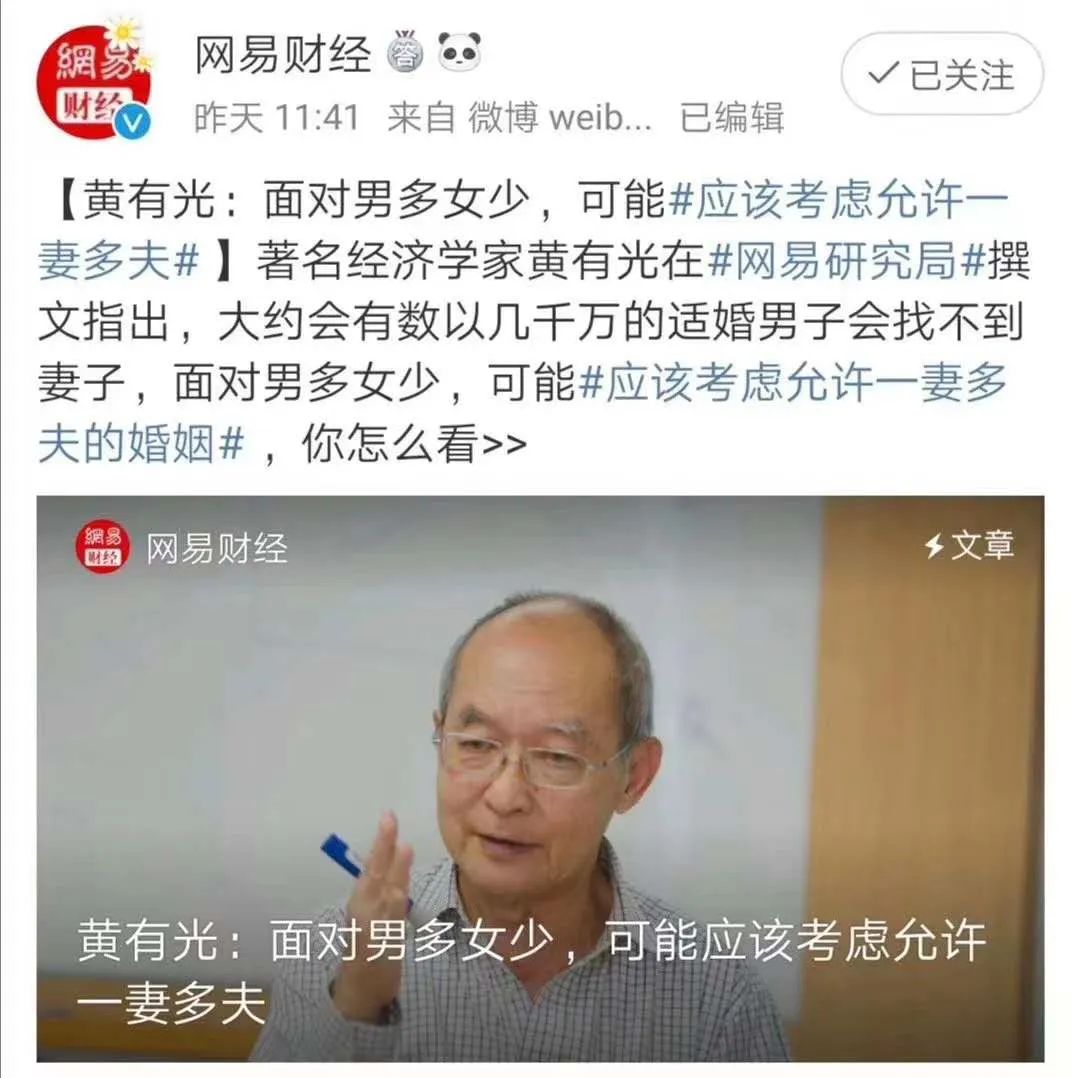 網易
财经
网易财经
昨天 11:41 来自 微博 weib... 已编辑
已关注
【黄有光：面对男多女少，可能#应该考虑允许一
妻多夫#】著名经济学家黄有光在#网易研究局#撰
文指出，大约会有数以几千万的适婚男子会找不到
妻子，面对男多女少，可能#应该考虑允许一妻多
夫的婚姻#，你怎么看>>
網易
财经
网易财经
文章
黄有光：面对男多女少，可能应该考虑允许
一妻多夫